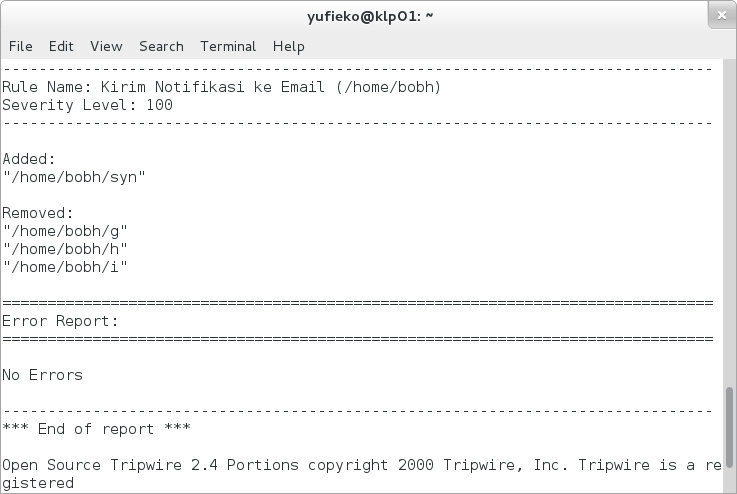 yufieko@klp01: ~
File Edit View Search Terminal Help
-------------------------------------------------------------------------------
Rule Name: Kirim Notifikasi ke Email (/home/bobh)
Severity Level: 100
-------------------------------------------------------------------------------
Added:
"/home/bobh/syn"
Removed:
"/home/bobh/g"
"/home/bobh/h"
"/home/bobh/i"
===============================================================================
Error Report:
===============================================================================
No Errors
-------------------------------------------------------------------------------
*** End of report ***
Open Source Tripwire 2.4 Portions copyright 2000 Tripwire, Inc. Tripwire is a re
gistered